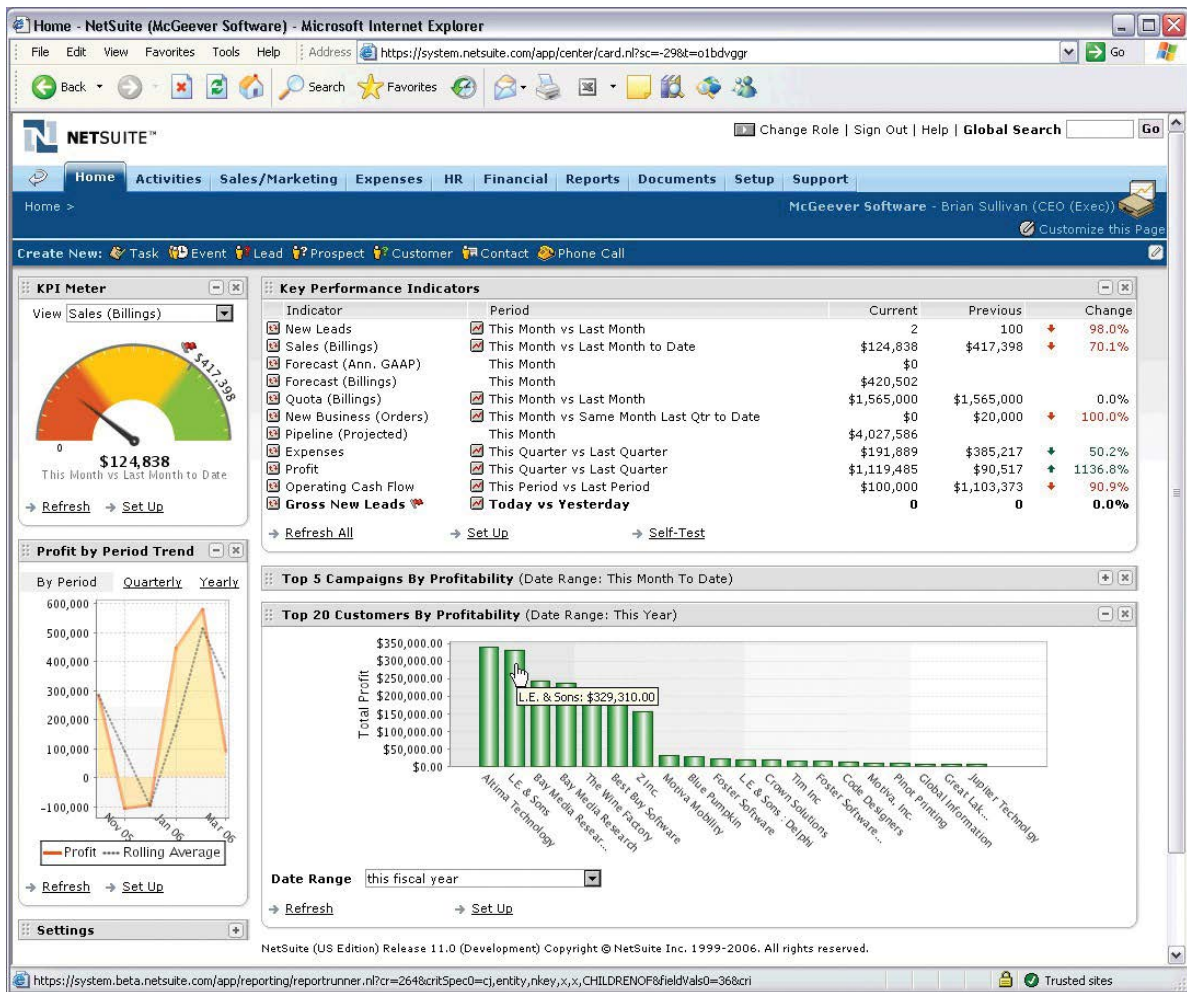 Home - NetSuite (McGeever Software) - Microsoft Internet Explorer
File Edit View Favorites Tools Help Address https://system.netsuite.com/app/center/card.nl?sc=-29&t=o1bdvggr Go
Back Search Favorites
NETSUITE™ Change Role | Sign Out | Help | Global Search Go
Home Activities Sales/Marketing Expenses HR Financial Reports Documents Setup Support
Home > McGeever Software - Brian Sullivan (CEO (Exec))
Customize this Page
Create New: Task Event Lead Prospect Customer Contact Phone Call
KPI Meter
View Sales (Billings)
$417,398
0
$124,838
This Month vs Last Month to Date
Refresh Set Up
Key Performance Indicators
Indicator Period Current Previous Change
New Leads This Month vs Last Month 2 100 98.0%
Sales (Billings) This Month vs Last Month to Date $124,838 $417,398 70.1%
Forecast (Ann. GAAP) This Month $0
Forecast (Billings) This Month $420,502
Quota (Billings) This Month vs Last Month $1,565,000 $1,565,000 0.0%
New Business (Orders) This Month vs Same Month Last Qtr to Date $0 $20,000 100.0%
Pipeline (Projected) This Month $4,027,586
Expenses This Quarter vs Last Quarter $191,889 $385,217 50.2%
Profit This Quarter vs Last Quarter $1,119,485 $90,517 1136.8%
Operating Cash Flow This Period vs Last Period $100,000 $1,103,373 90.9%
Gross New Leads Today vs Yesterday 0 0 0.0%
Refresh All Set Up Self-Test
Profit by Period Trend
By Period Quarterly Yearly
600,000
500,000
400,000
300,000
200,000
100,000
0
-100,000
Nov 05 Jan 06 Mar 06
Profit Rolling Average
Refresh Set Up
Settings
Top 5 Campaigns By Profitability (Date Range: This Month To Date)
Top 20 Customers By Profitability (Date Range: This Year)
Total Profit
$350,000.00
$300,000.00
$200,000.00
$150,000.00
$100,000.00
$50,000.00
$0.00
L.E. & Sons: $329,310.00
Altima Technology
L.E. & Sons
Bay Media Resear...
Bay Media Research
The Wine Factory
Best Buy Software
Z Inc.
Motiva Mobility
Blue Pumpkin
Foster Software
L.E. & Sons : Delphi
Crown Solutions
Tim Inc
Foster Software...
Code Designers
Motiva, Inc.
Pinot Printing
Global Information
Great Lak...
Jupiter Technolgy
Date Range this fiscal year
Refresh Set Up
NetSuite (US Edition) Release 11.0 (Development) Copyright © NetSuite Inc. 1999-2006. All rights reserved.
https://system.beta.netsuite.com/app/reporting/reportrunner.nl?cr=264&critSpec0=cj,entity,nkey,x,x,CHILDRENOF&fieldVals0=36&cri Trusted sites